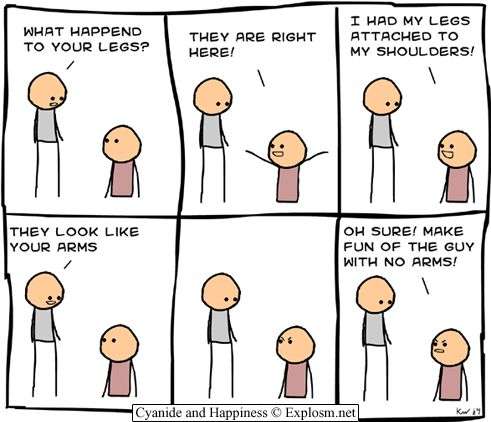 WHAT HAPPEND
TO YOUR LEGS?
THEY ARE RIGHT
HERE!
I HAD MY LEGS
ATTACHED TO
MY SHOULDERS!
THEY LOOK LIKE
YOUR ARMS
OH SURE! MAKE
FUN OF THE GUY
WITH NO ARMS!
Cyanide and Happiness © Explosm.net